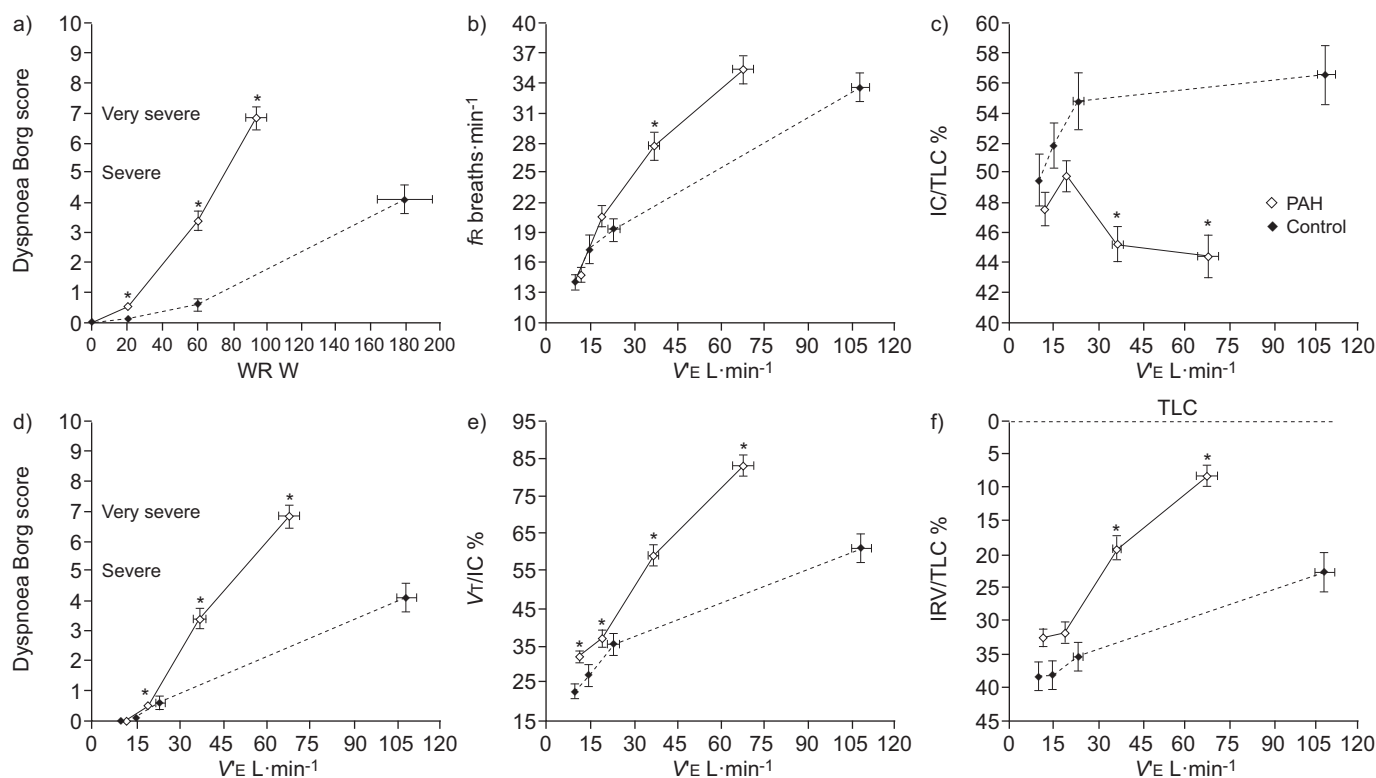 a)
Dyspnoea Borg score
10
9
8
7
6
5
4
3
2
1
0
Very severe
Severe
*
*
*
0 20 40 60 80 100 120 140 160 180 200
WR W
b)
fR breaths·min-1
40
37
34
31
28
25
22
19
16
13
10
*
0 15 30 45 60 75 90 105 120
V'E L·min-1
c)
IC/TLC %
60
58
56
54
52
50
48
46
44
42
40
* *
PAH
Control
0 15 30 45 60 75 90 105 120
V'E L·min-1
d)
Dyspnoea Borg score
10
9
8
7
6
5
4
3
2
1
0
Very severe
Severe
*
*
*
0 15 30 45 60 75 90 105 120
V'E L·min-1
e)
VT/IC %
95
85
75
65
55
45
35
25
15
*
*
*
*
0 15 30 45 60 75 90 105 120
V'E L·min-1
f)
TLC
IRV/TLC %
0
5
10
15
20
25
30
35
40
45
*
*
0 15 30 45 60 75 90 105 120
V'E L·min-1